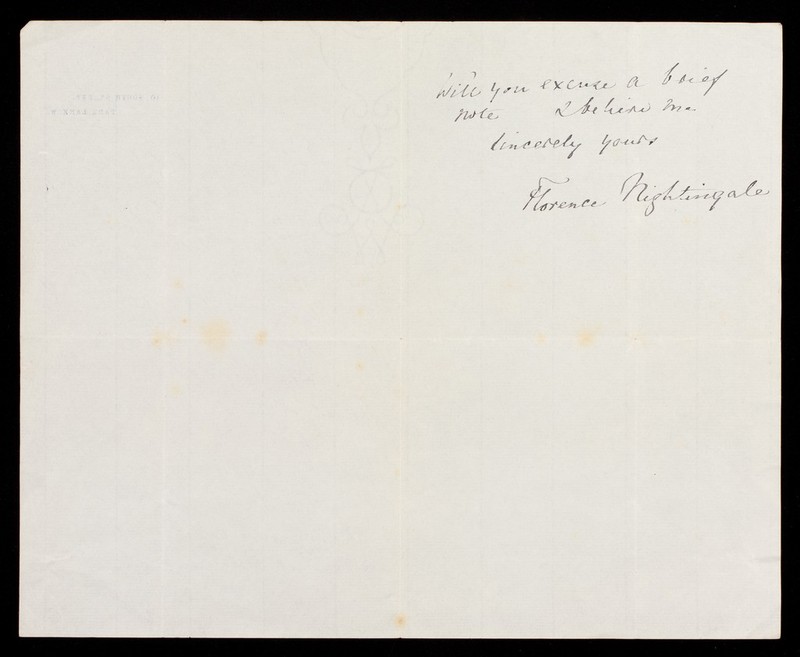 Will you excuse a brief
note & believe me
sincerely yours
Florence Nightingale